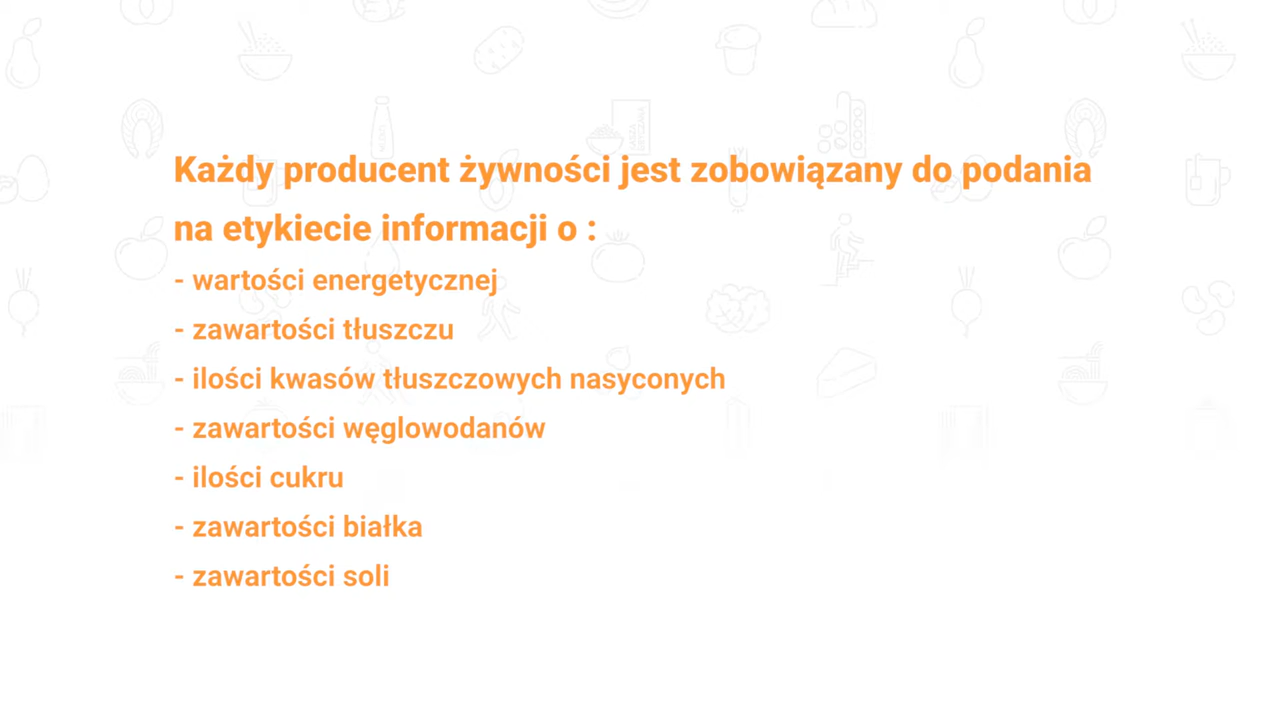 Każdy producent żywności jest zobowiązany do podania
na etykiecie informacji o :
- wartości energetycznej
- zawartości tłuszczu
- ilości kwasów tłuszczowych nasyconych
- zawartości węglowodanów
- ilości cukru
- zawartości białka
- zawartości soli